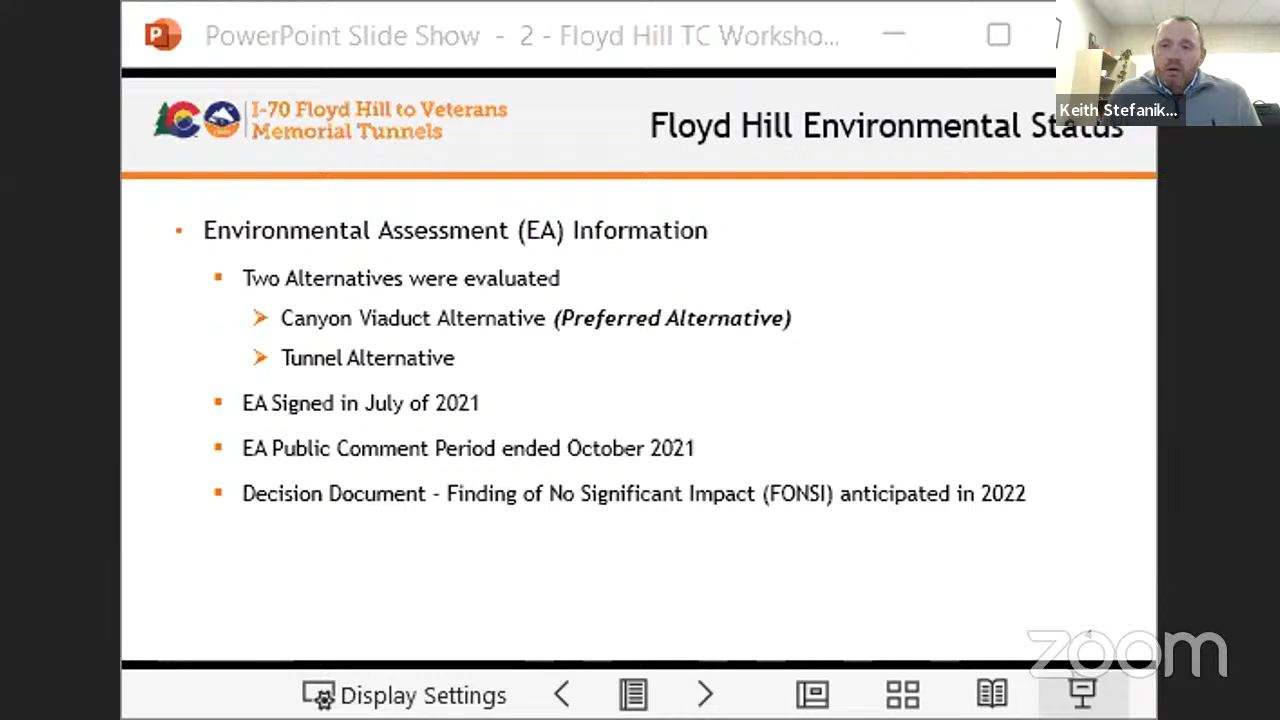 PowerPoint Slide Show - 2 - Floyd Hill TC Worksho...
Keith Stefanik...
I-70 Floyd Hill to Veterans
Memorial Tunnels
Floyd Hill Environmental Status
• Environmental Assessment (EA) Information
▪ Two Alternatives were evaluated
➢ Canyon Viaduct Alternative (Preferred Alternative)
➢ Tunnel Alternative
▪ EA Signed in July of 2021
▪ EA Public Comment Period ended October 2021
▪ Decision Document - Finding of No Significant Impact (FONSI) anticipated in 2022
4
zoom
Display Settings